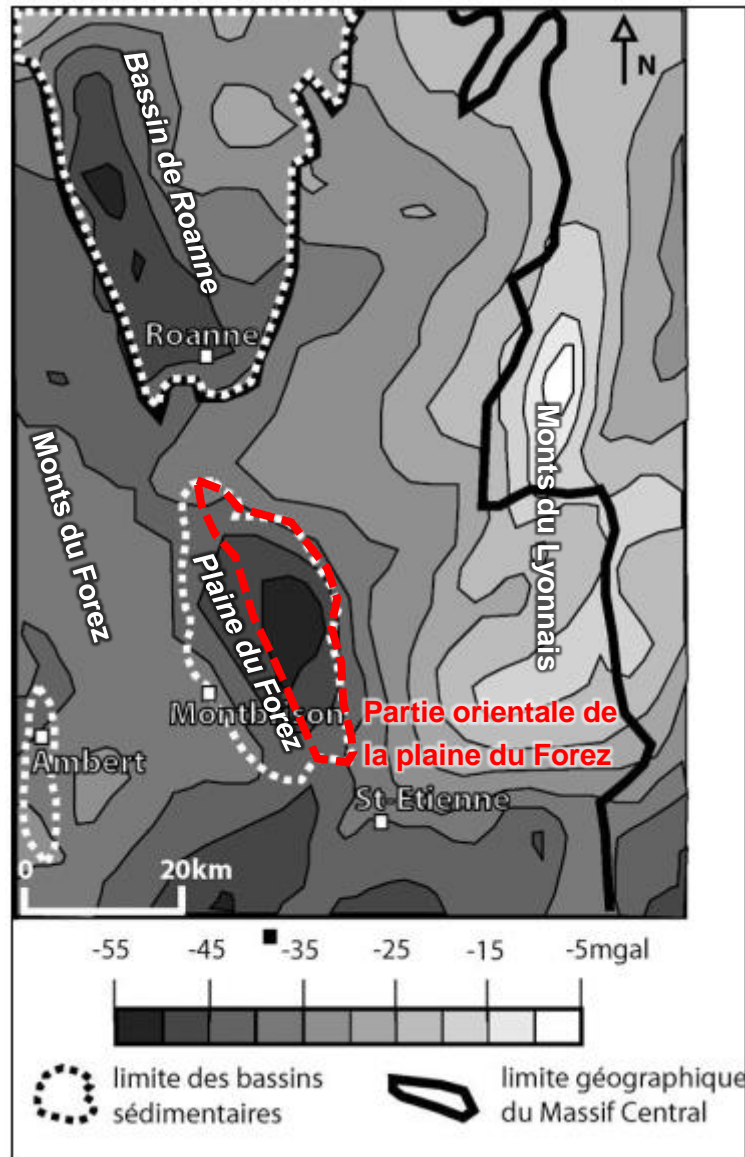 N
Bassin de Roanne
Roanne
Monts du Forez
Monts du Lyonnais
Plaine du Forez
Montbrison
Partie orientale de
la plaine du Forez
Ambert
St-Etienne
0 20km
-55 -45 -35 -25 -15 -5mgal
limite des bassins
sédimentaires
limite géographique
du Massif Central